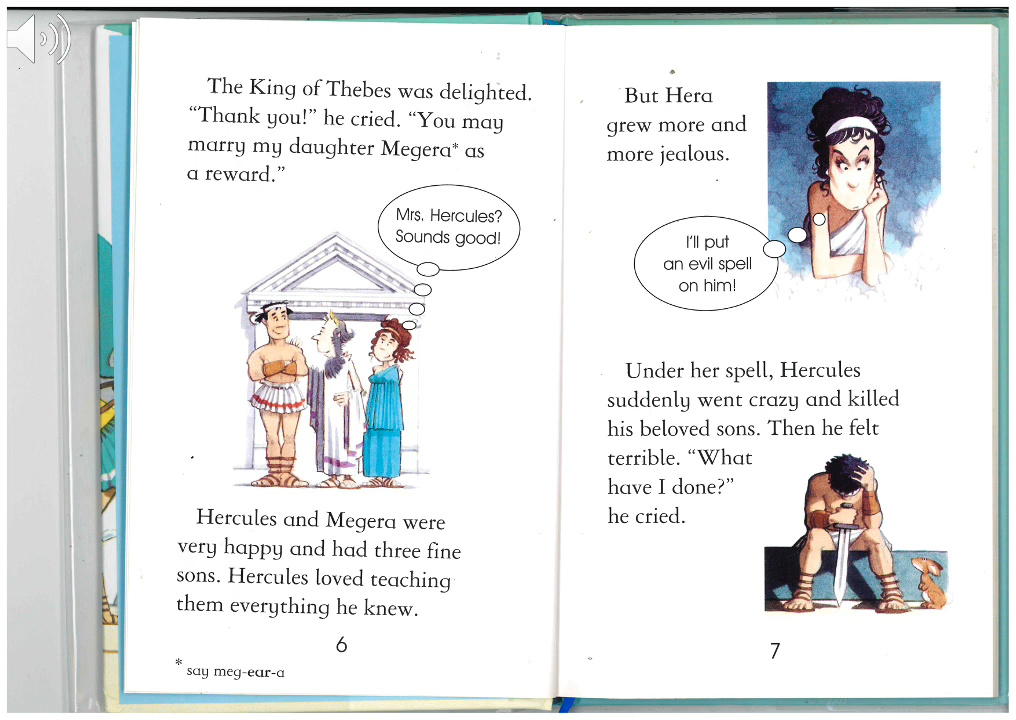 The King of Thebes was delighted.
“Thank you!” he cried. “You may
marry my daughter Megera* as
a reward.”
Mrs. Hercules?
Sounds good!
Hercules and Megera were
very happy and had three fine
sons. Hercules loved teaching
them everything he knew.
6
* say meg-ear-a
But Hera
grew more and
more jealous.
I’ll put
an evil spell
on him!
Under her spell, Hercules
suddenly went crazy and killed
his beloved sons. Then he felt
terrible. “What
have I done?”
he cried.
7